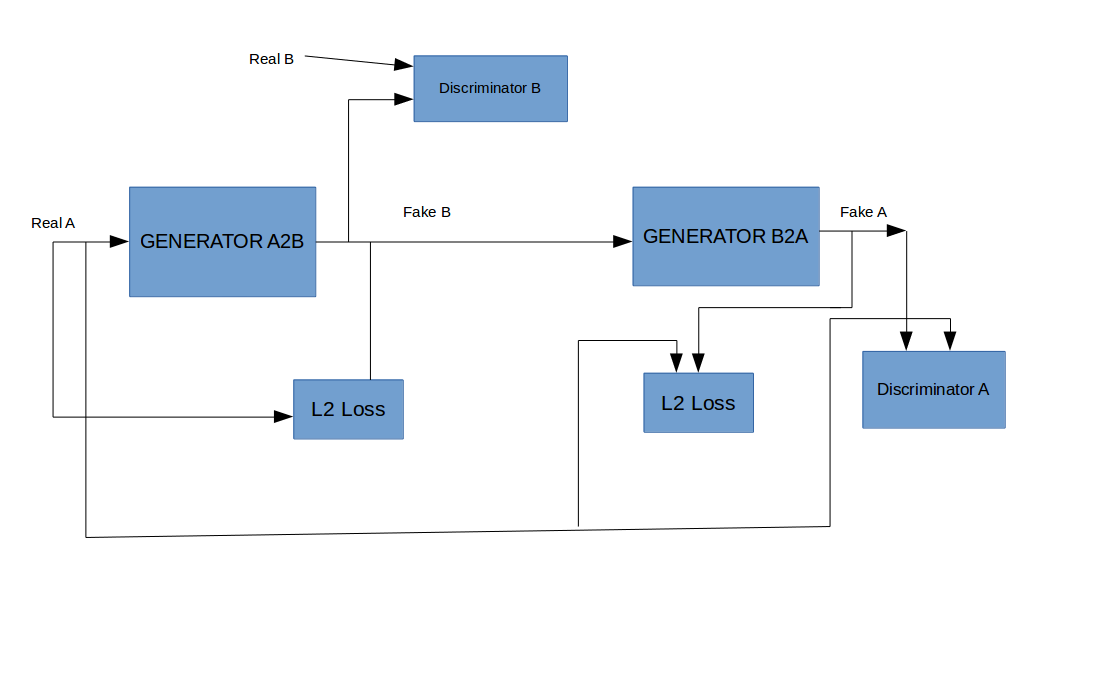 Real B
Discriminator B
Real A
GENERATOR A2B
Fake B
GENERATOR B2A
Fake A
L2 Loss
L2 Loss
Discriminator A